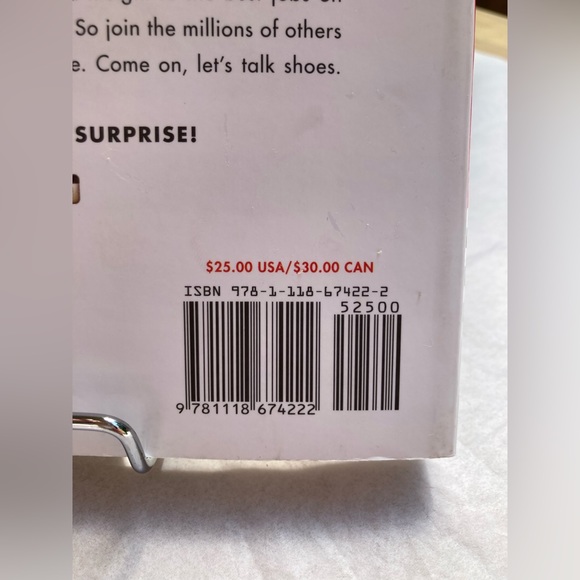 So join the millions of others
e. Come on, let's talk shoes.
SURPRISE!
$25.00 USA/$30.00 CAN
ISBN 978-1-118-67422-2
52500
9 781118 674222